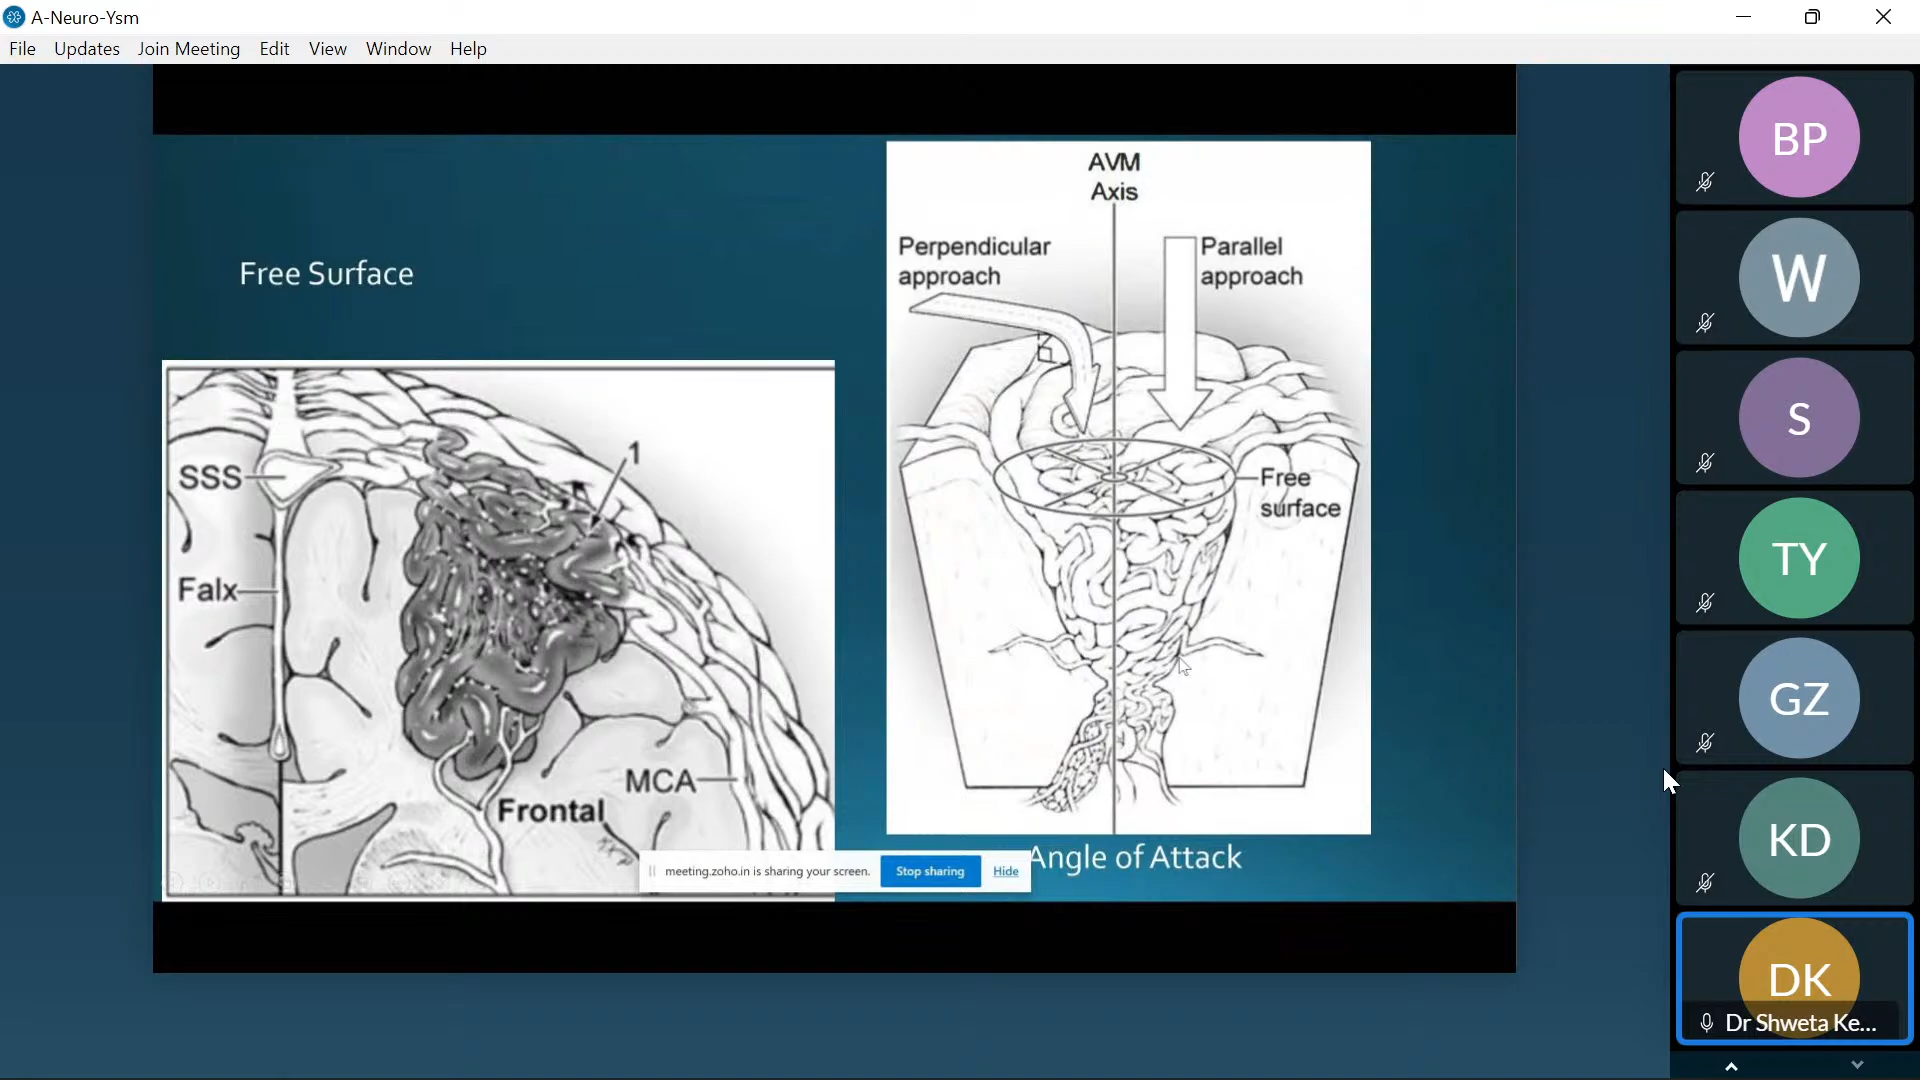 A-Neuro-Ysm
File Updates Join Meeting Edit View Window Help
Free Surface
SSS
Falx
1
MCA
Frontal
AVM
Axis
Perpendicular
approach
Parallel
approach
Free
surface
Angle of Attack
meeting.zoho.in is sharing your screen. Stop sharing Hide
BP
W
S
TY
GZ
KD
DK
Dr Shweta Ke...